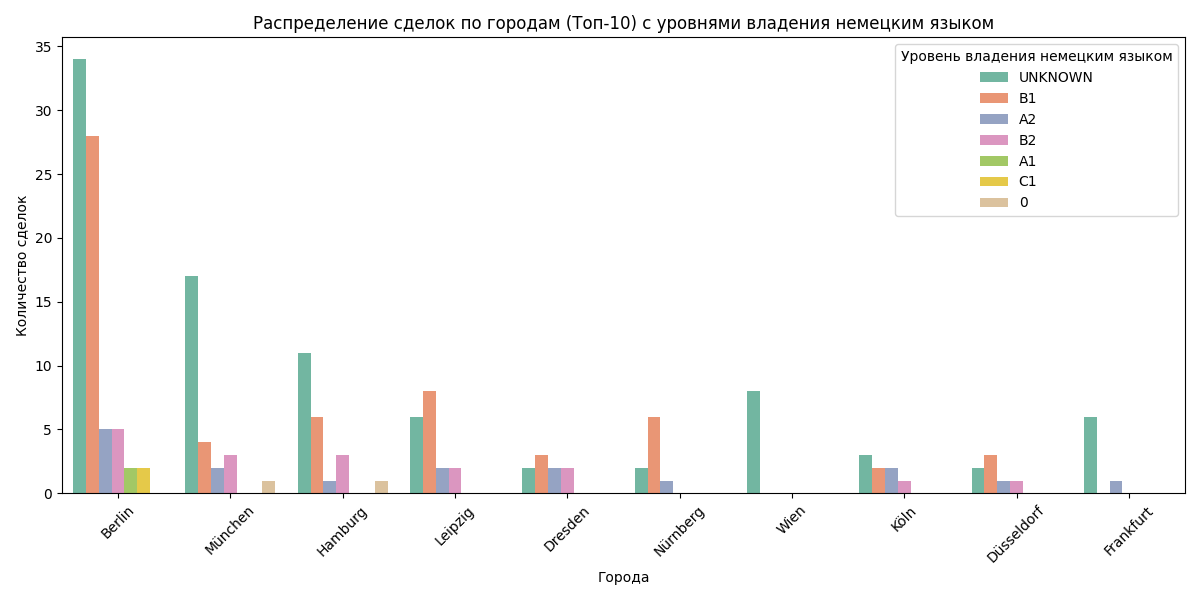 Распределение сделок по городам (Топ-10) с уровнями владения немецким языком
Уровень владения немецким языком
UNKNOWN
B1
A2
B2
A1
C1
0
Количество сделок
35
30
25
20
15
10
5
0
Berlin
München
Hamburg
Leipzig
Dresden
Nürnberg
Wien
Köln
Düsseldorf
Frankfurt
Города